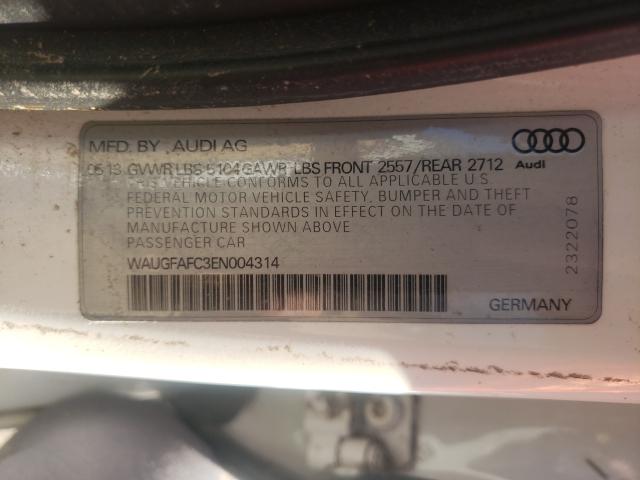 MFD. BY . AUDI AG
05 13 GVWR LBS 5104 GAWR LBS FRONT 2557/REAR 2712
Audi
THIS VEHICLE CONFORMS TO ALL APPLICABLE U.S.
FEDERAL MOTOR VEHICLE SAFETY, BUMPER AND THEFT
PREVENTION STANDARDS IN EFFECT ON THE DATE OF
MANUFACTURE SHOWN ABOVE
PASSENGER CAR
WAUGFAFC3EN004314
GERMANY
2322078